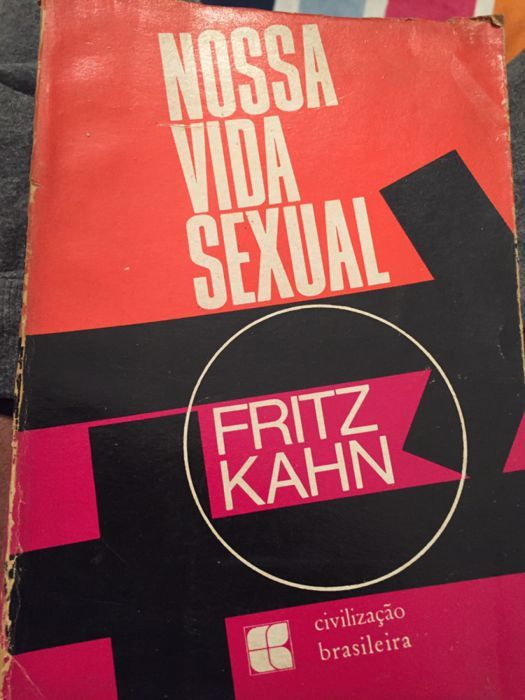 NOSSA
VIDA
SEXUAL
FRITZ
KAHN
civilização
brasileira